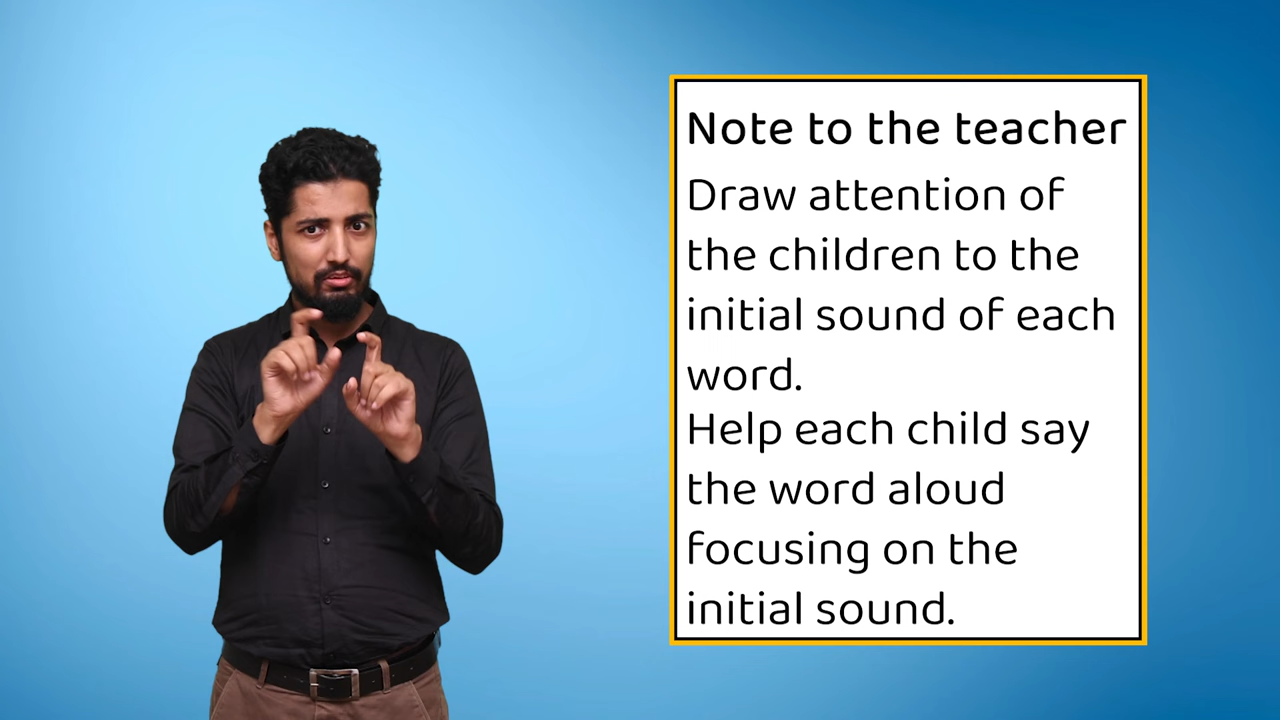 Note to the teacher
Draw attention of
the children to the
initial sound of each
word.
Help each child say
the word aloud
focusing on the
initial sound.